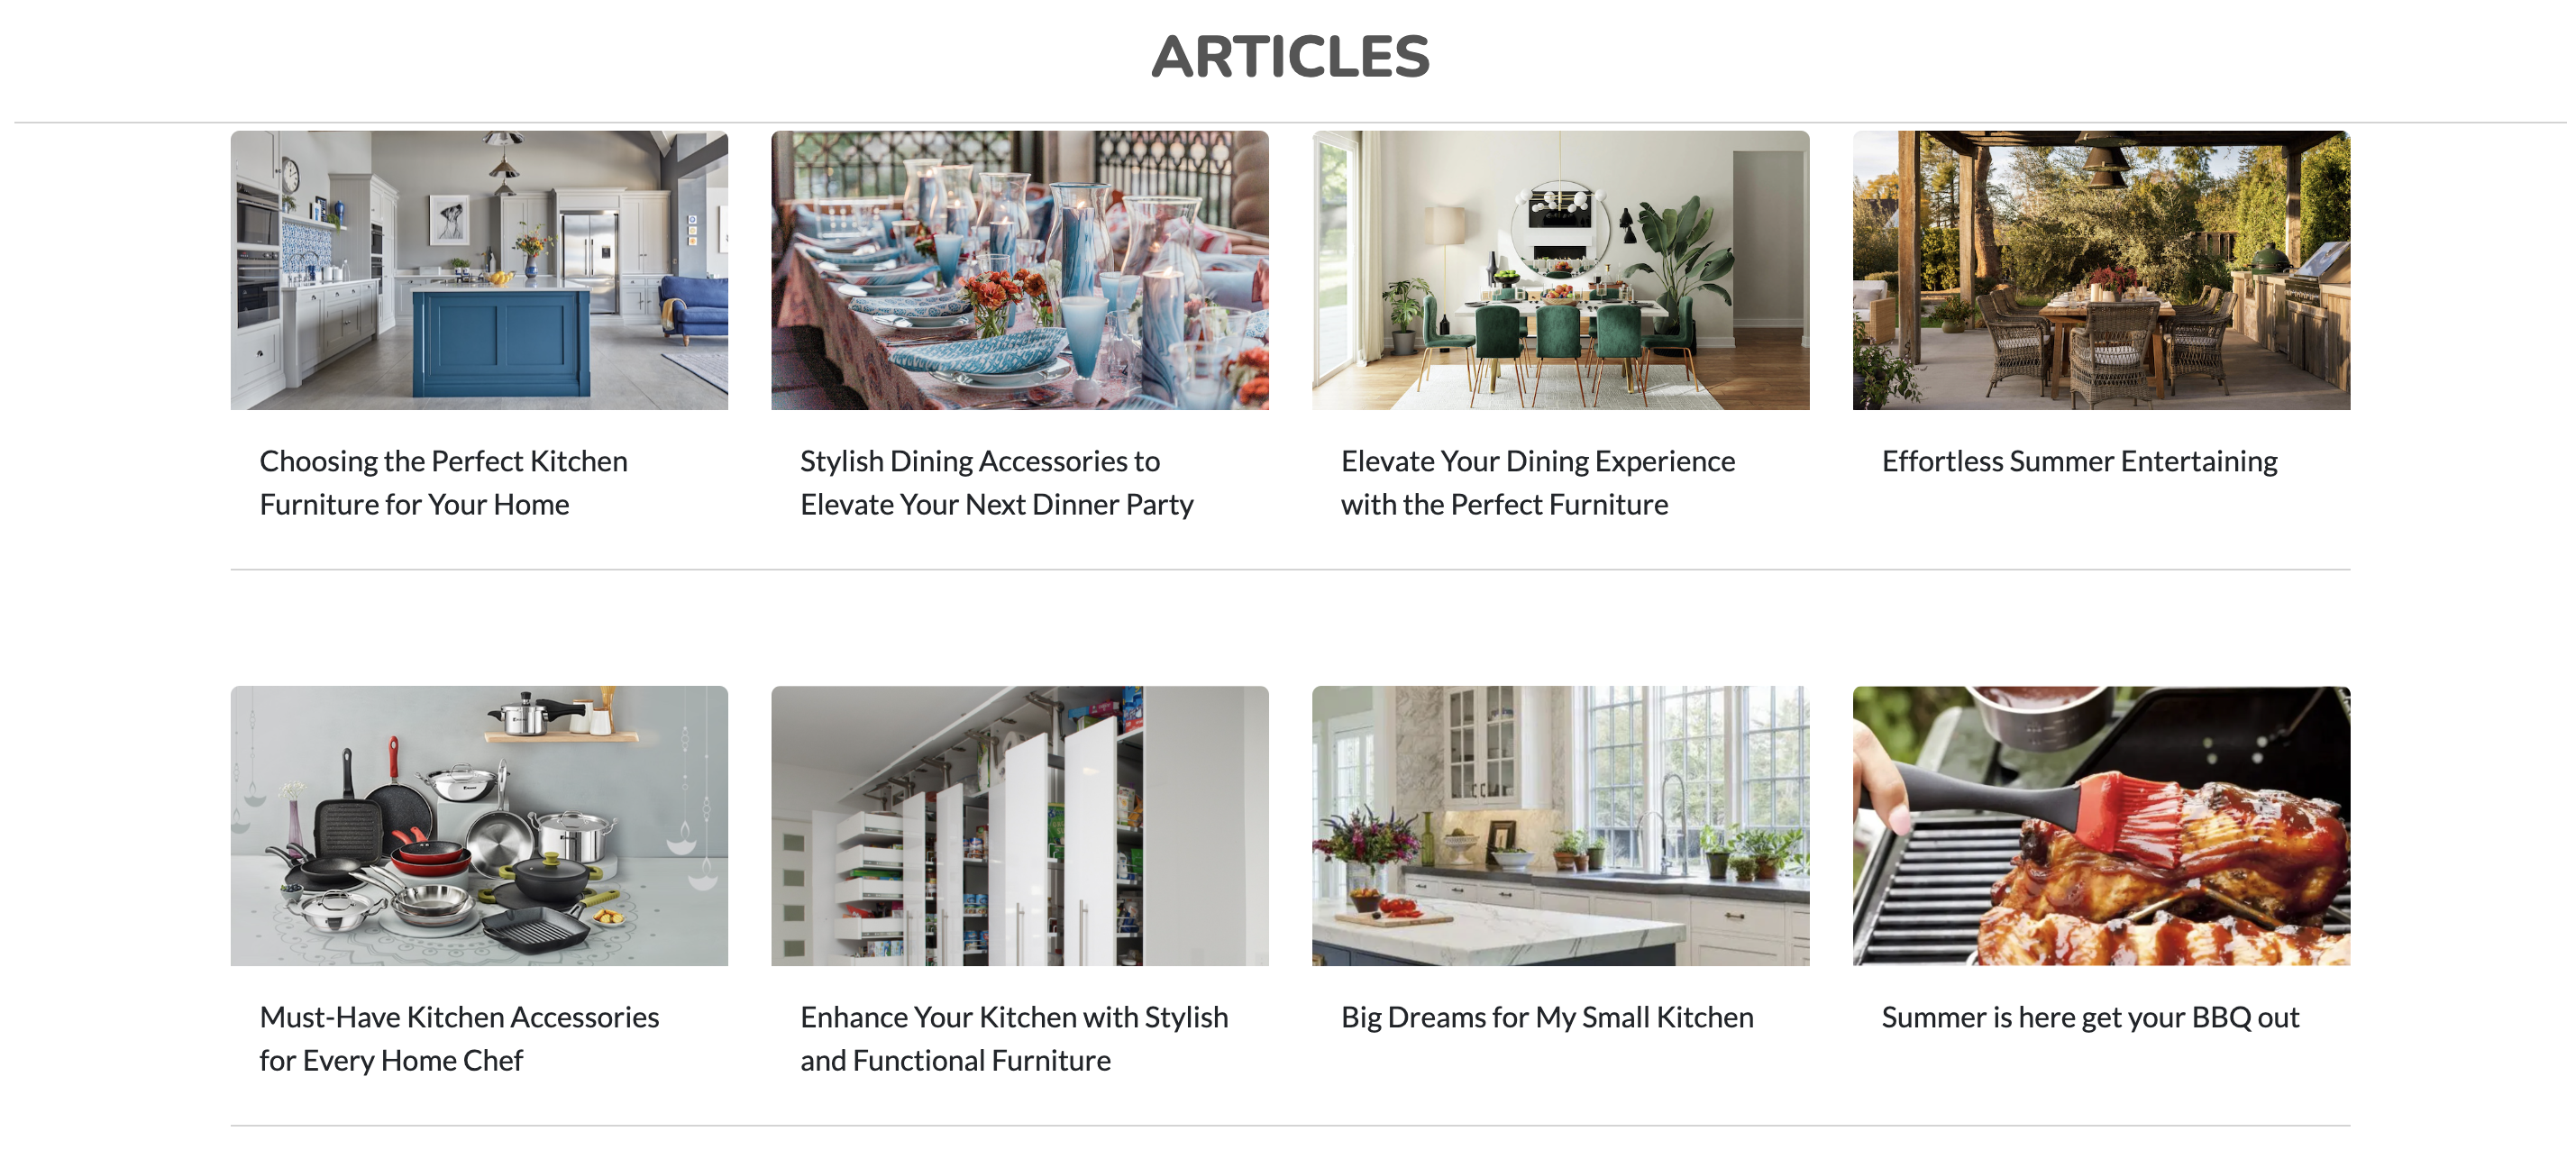 ARTICLES
Choosing the Perfect Kitchen
Furniture for Your Home
Stylish Dining Accessories to
Elevate Your Next Dinner Party
Elevate Your Dining Experience
with the Perfect Furniture
Effortless Summer Entertaining
Must-Have Kitchen Accessories
for Every Home Chef
Enhance Your Kitchen with Stylish
and Functional Furniture
Big Dreams for My Small Kitchen
Summer is here get your BBQ out